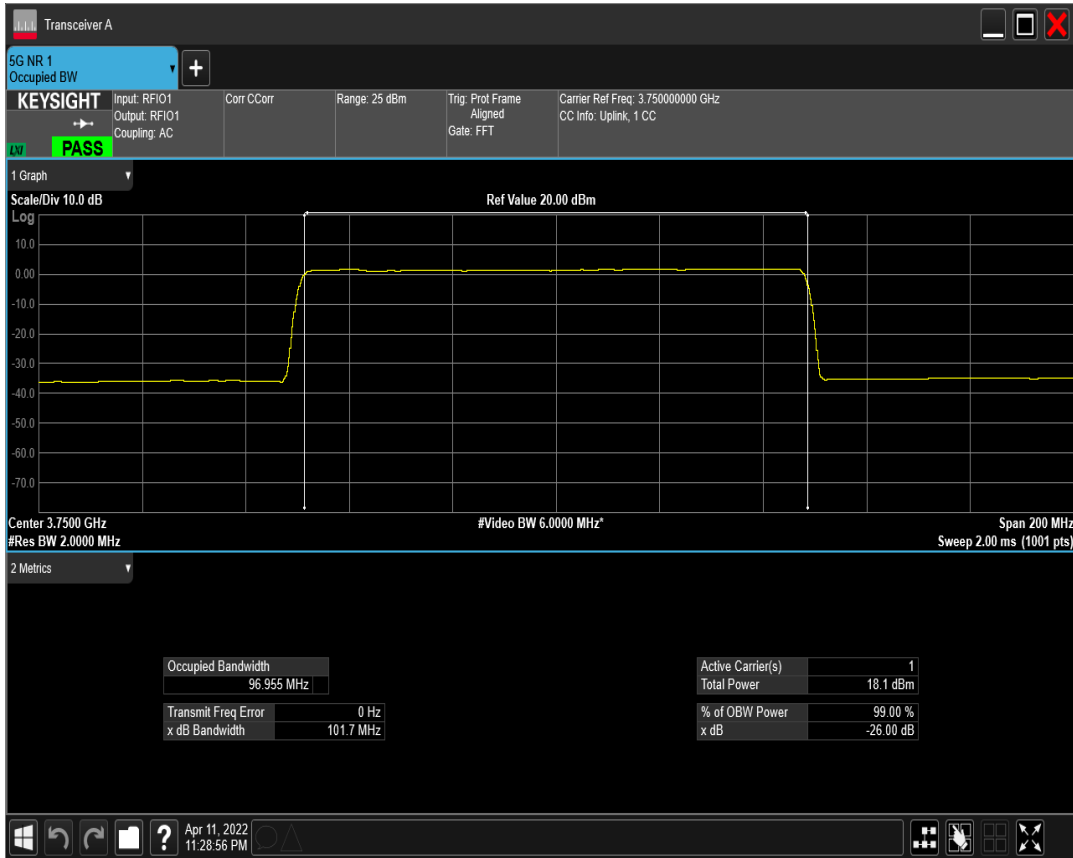 Transceiver A
5G NR 1
Occupied BW
KEYSIGHT
LXI
PASS
Input: RFIO1
Output: RFIO1
Coupling: AC
Corr CCorr
Range: 25 dBm
Trig: Prot Frame
Aligned
Gate: FFT
Carrier Ref Freq: 3.750000000 GHz
CC Info: Uplink, 1 CC
1 Graph
Scale/Div 10.0 dB
Ref Value 20.00 dBm
Log
10.0
0.00
-10.0
-20.0
-30.0
-40.0
-50.0
-60.0
-70.0
Center 3.7500 GHz
#Video BW 6.0000 MHz*
Span 200 MHz
#Res BW 2.0000 MHz
Sweep 2.00 ms (1001 pts)
2 Metrics
Occupied Bandwidth
96.955 MHz
Transmit Freq Error 0 Hz
x dB Bandwidth 101.7 MHz
Active Carrier(s) 1
Total Power 18.1 dBm
% of OBW Power 99.00 %
x dB -26.00 dB
?
Apr 11, 2022
11:28:56 PM